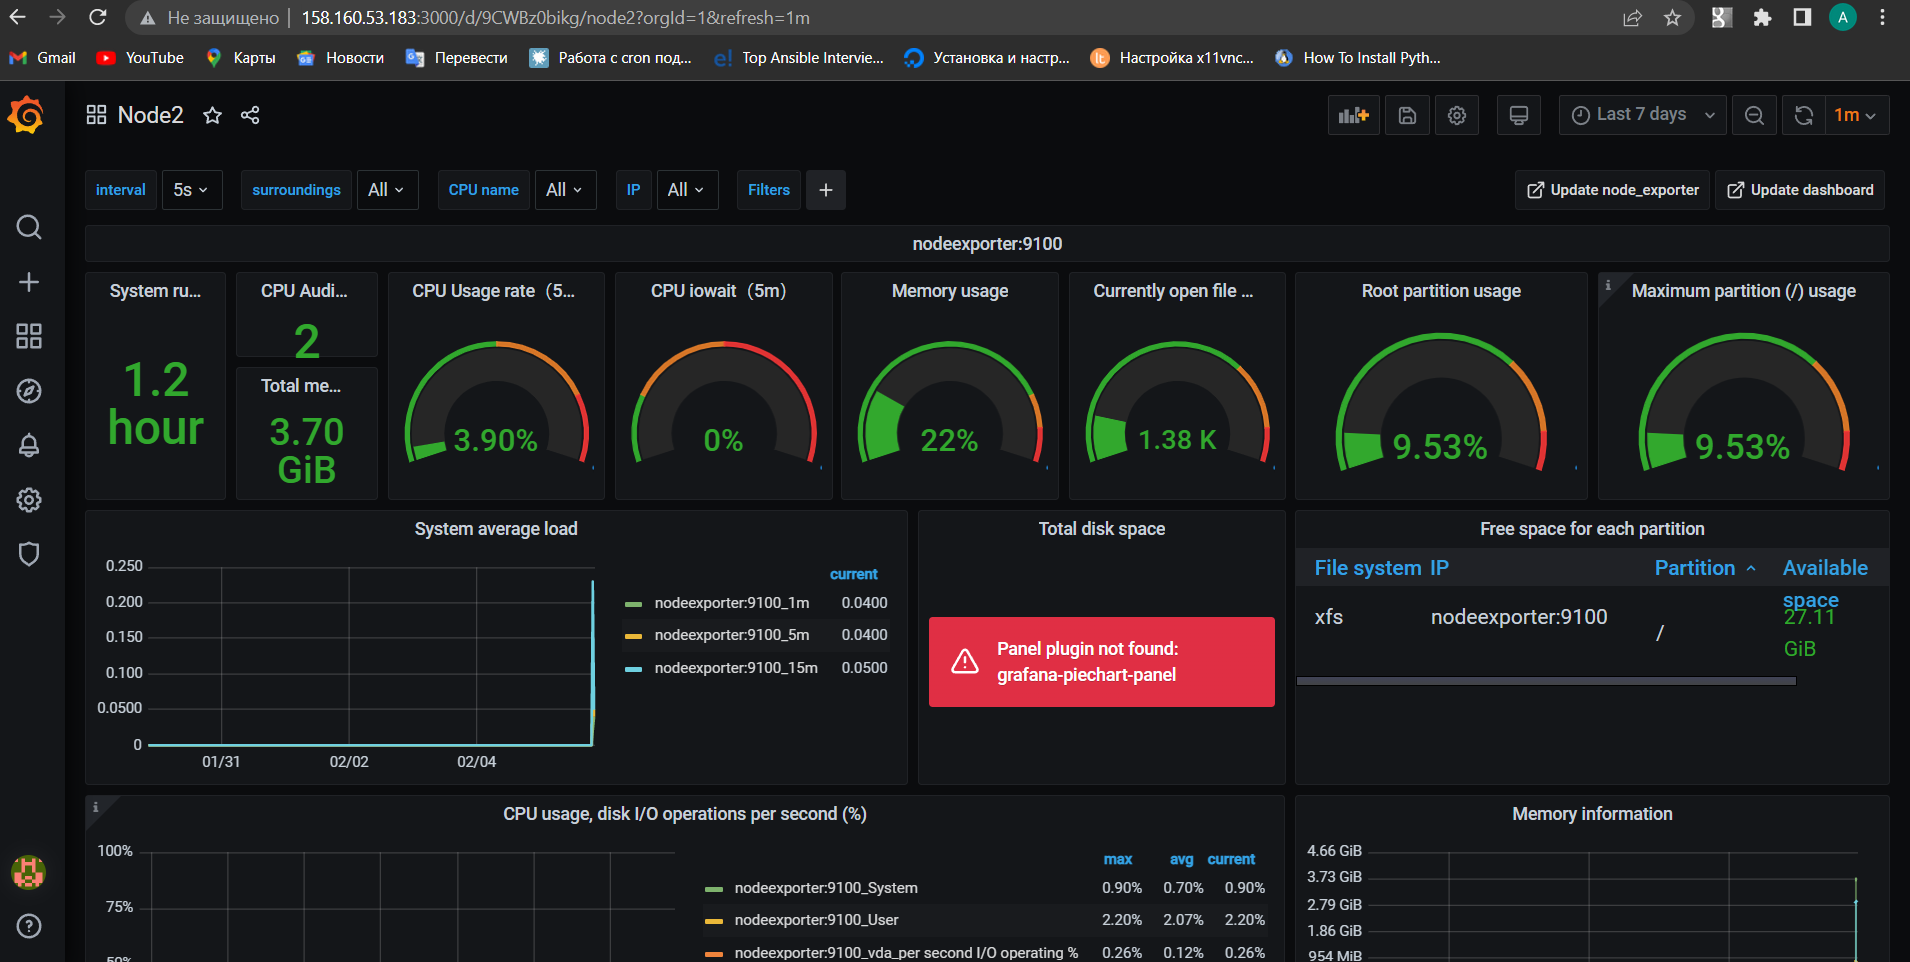 Не защищено | 158.160.53.183:3000/d/9CWBz0bikg/node2?orgId=1&refresh=1m
A
Gmail YouTube Карты Новости Перевести Работа с cron под... e! Top Ansible Intervie... Установка и настр... lt Настройка x11vnc... How To Install Pyth...
Node2
Last 7 days
1m
interval 5s surroundings All CPU name All IP All Filters +
Update node_exporter Update dashboard
nodeexporter:9100
System ru...
1.2
hour
CPU Audi...
2
Total me...
3.70
GiB
CPU Usage rate（5...
3.90%
CPU iowait（5m）
0%
Memory usage
22%
Currently open file ...
1.38 K
Root partition usage
9.53%
i
Maximum partition (/) usage
9.53%
System average load
0.250
0.200
0.150
0.100
0.0500
0
01/31 02/02 02/04
current
nodeexporter:9100_1m 0.0400
nodeexporter:9100_5m 0.0400
nodeexporter:9100_15m 0.0500
Total disk space
Panel plugin not found:
grafana-piechart-panel
Free space for each partition
File system IP Partition Available
space
xfs nodeexporter:9100 / 27.11
GiB
i
CPU usage, disk I/O operations per second (%)
100%
75%
50%
max avg current
nodeexporter:9100_System 0.90% 0.70% 0.90%
nodeexporter:9100_User 2.20% 2.07% 2.20%
nodeexporter:9100_vda_per second I/O operating % 0.26% 0.12% 0.26%
Memory information
4.66 GiB
3.73 GiB
2.79 GiB
1.86 GiB
954 MiB